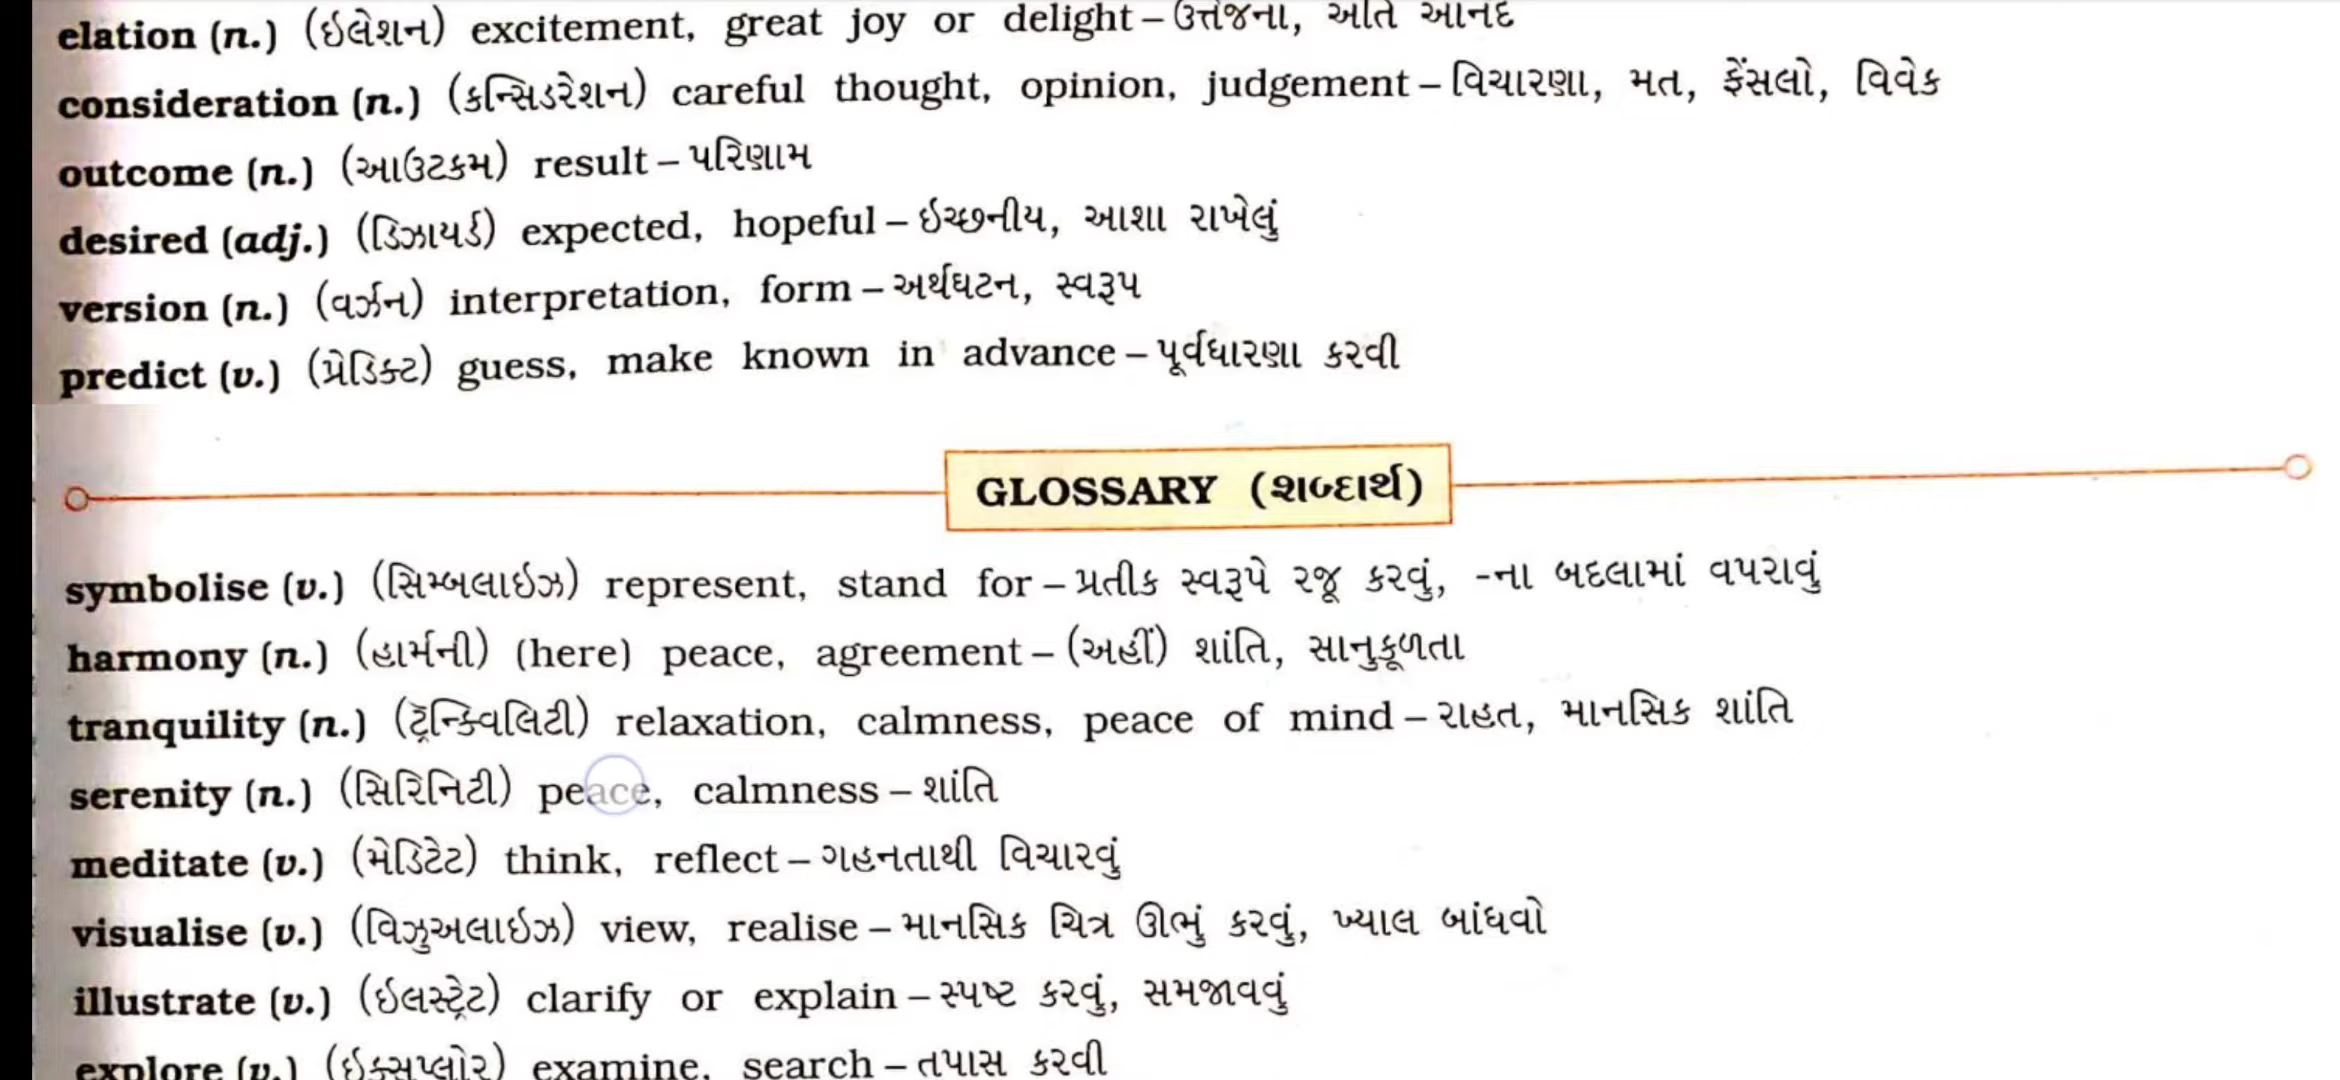 elation (n.) (ઈલેશન) excitement, great joy or delight – ઉત્તેજના, અતિ આનંદ
consideration (n.) (કન્સિડરેશન) careful thought, opinion, judgement – વિચારણા, મત, ફેંસલો, વિવેક
outcome (n.) (આઉટકમ) result – પરિણામ
desired (adj.) (ડિઝાયર્ડ) expected, hopeful – ઇચ્છનીય, આશા રાખેલું
version (n.) (વર્ઝન) interpretation, form – અર્થઘટન, સ્વરૂપ
predict (v.) (પ્રેડિક્ટ) guess, make known in advance – પૂર્વધારણા કરવી
GLOSSARY (શબ્દાર્થ)
symbolise (v.) (સિમ્બલાઇઝ) represent, stand for – પ્રતીક સ્વરૂપે રજૂ કરવું, -ના બદલામાં વપરાવું
harmony (n.) (હાર્મની) (here) peace, agreement – (અહીં) શાંતિ, સાનુકૂળતા
tranquility (n.) (ટ્રૅન્ક્વિલિટી) relaxation, calmness, peace of mind – રાહત, માનસિક શાંતિ
serenity (n.) (સિરિનિટી) peace, calmness – શાંતિ
meditate (v.) (મેડિટેટ) think, reflect – ગહનતાથી વિચારવું
visualise (v.) (વિઝુઅલાઇઝ) view, realise – માનસિક ચિત્ર ઊભું કરવું, ખ્યાલ બાંધવો
illustrate (v.) (ઇલસ્ટ્રેટ) clarify or explain – સ્પષ્ટ કરવું, સમજાવવું
explore (v.) (ઇક્સપ્લોર) examine, search – તપાસ કરવી